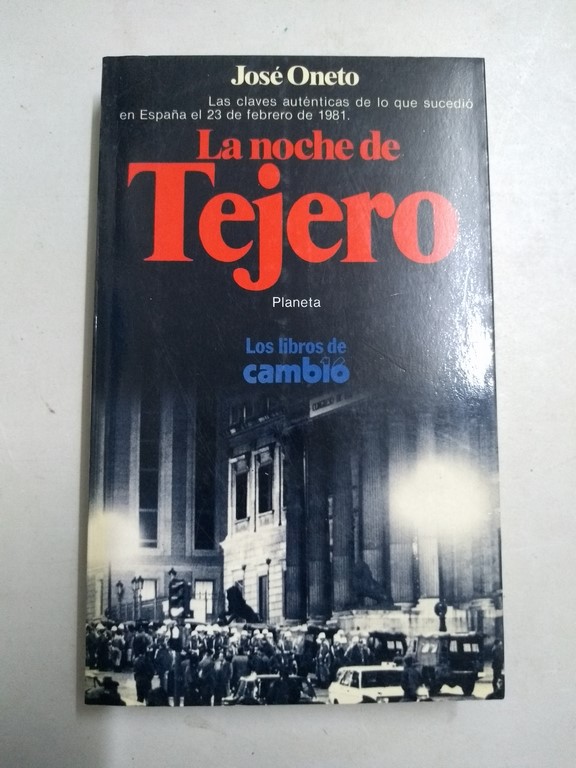 José Oneto
Las claves auténticas de lo que sucedió
en España el 23 de febrero de 1981.
La noche de
Tejero
Planeta
Los libros de
cambio16